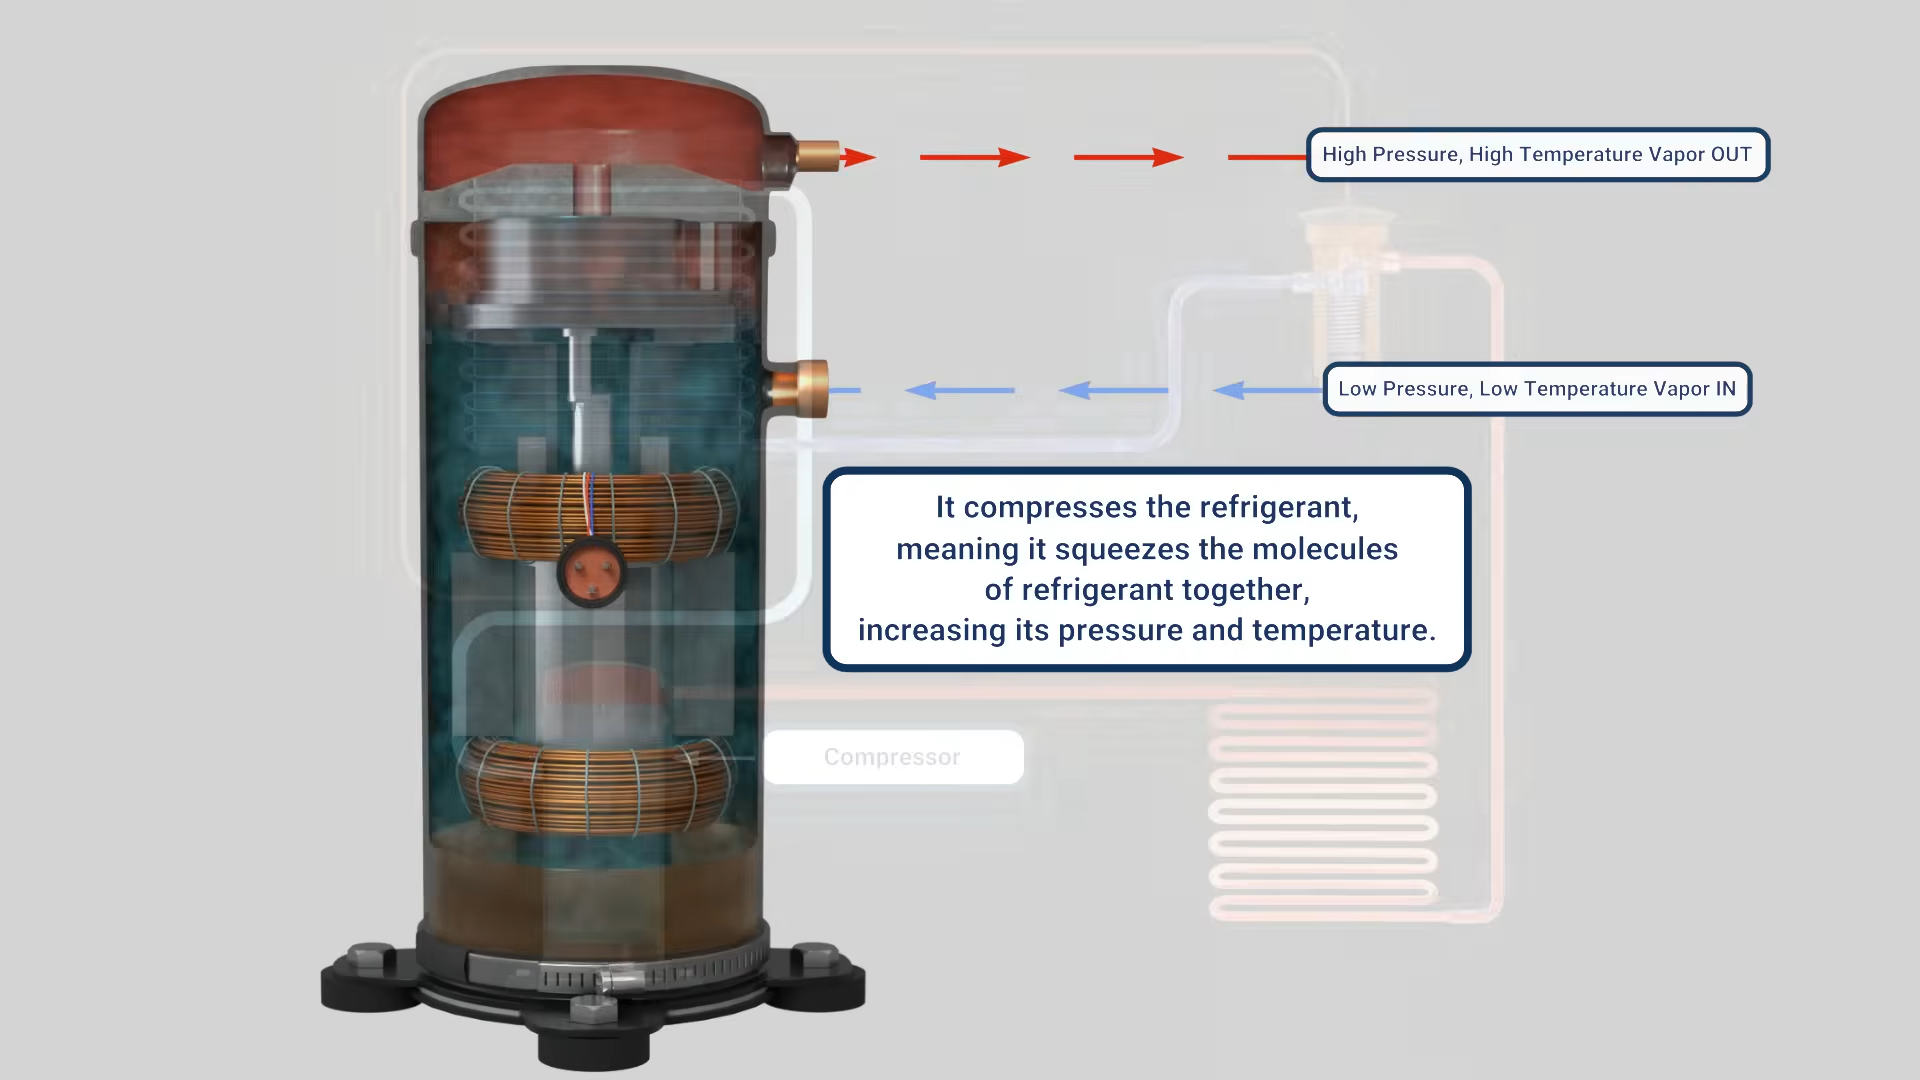 High Pressure, High Temperature Vapor OUT
Low Pressure, Low Temperature Vapor IN
It compresses the refrigerant,
meaning it squeezes the molecules
of refrigerant together,
increasing its pressure and temperature.
Compressor